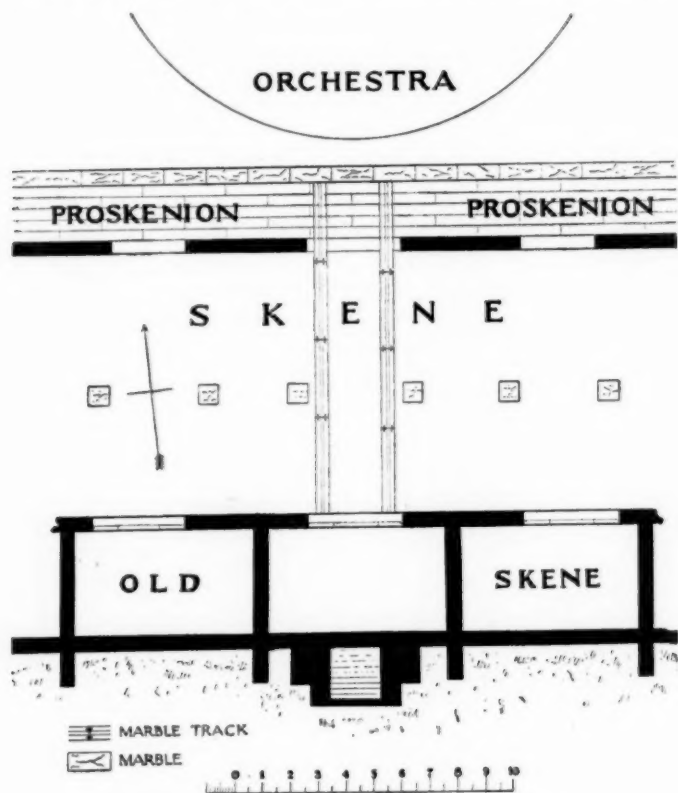 ORCHESTRA
PROSKENION PROSKENION
SKENE
OLD SKENE
MARBLE TRACK
MARBLE
0 1 2 3 4 5 6 7 8 9 10